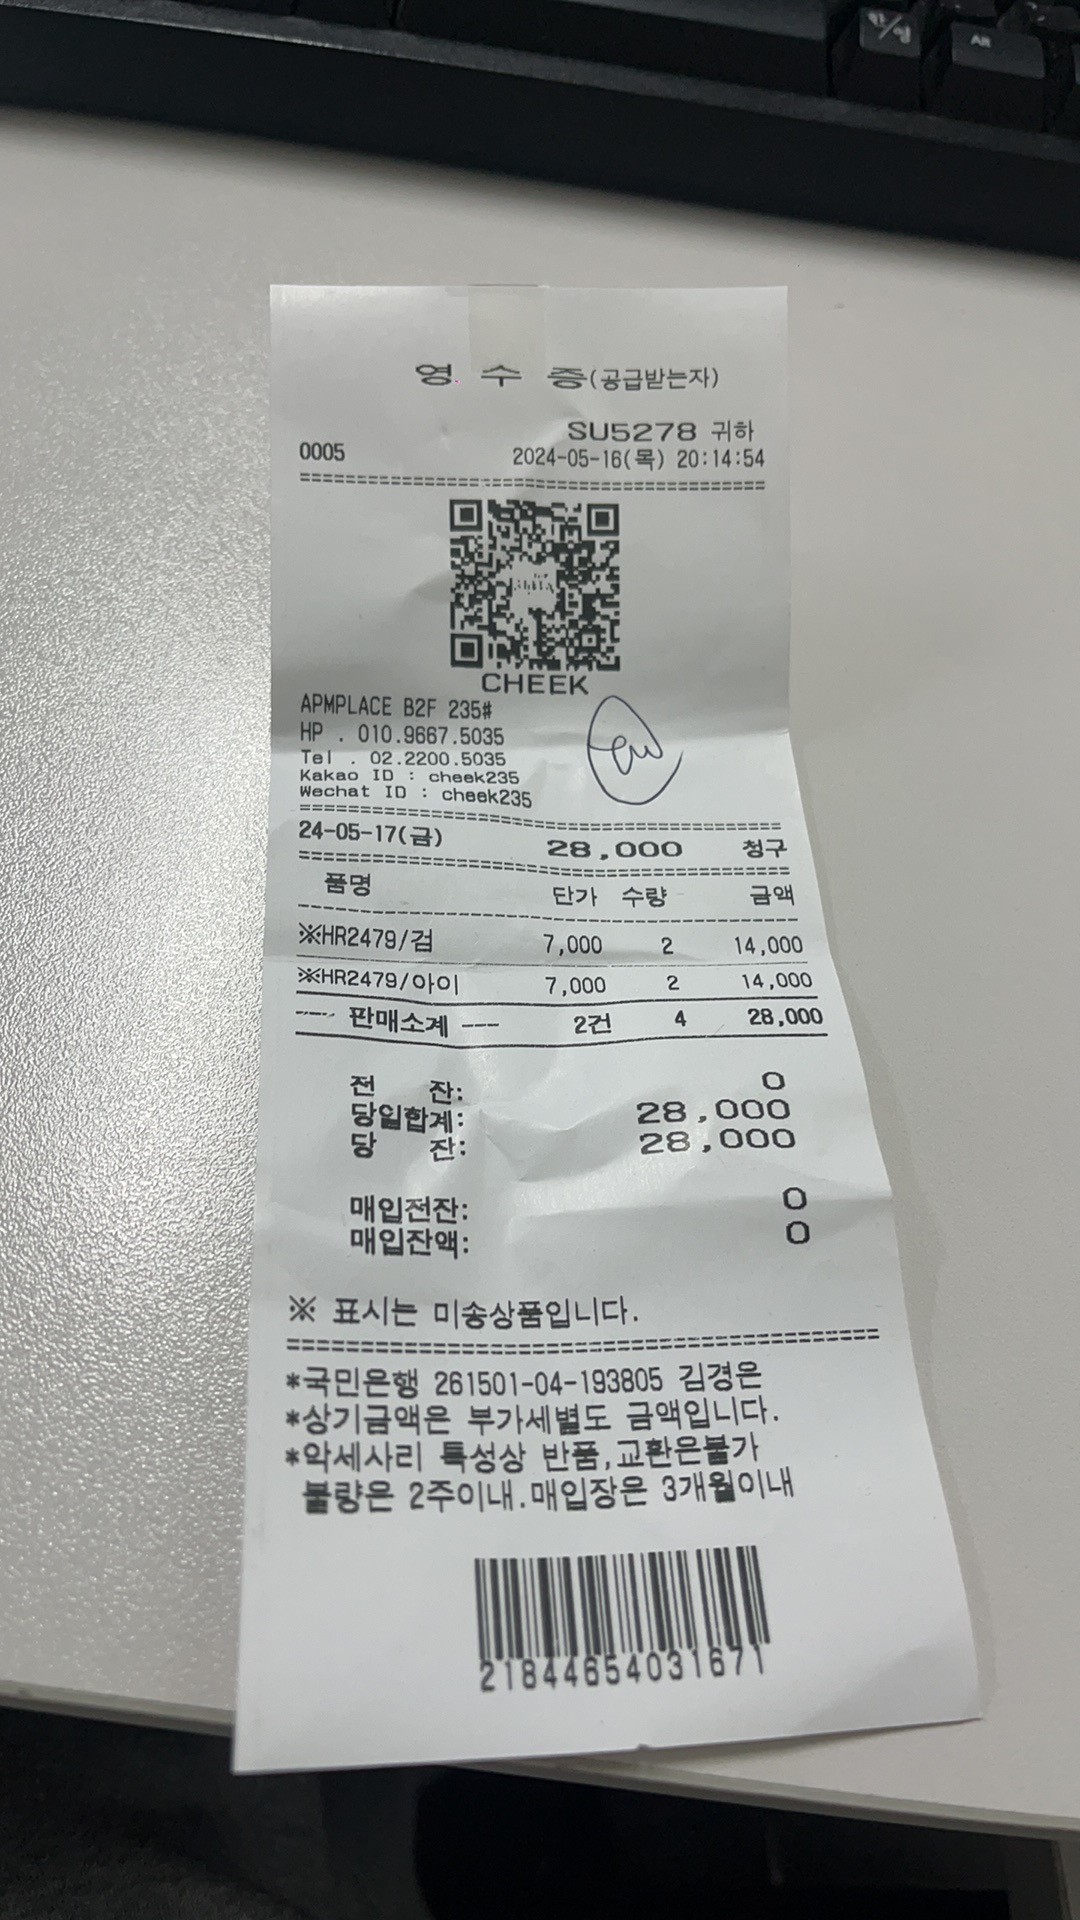 한/영
Alt
영 수 증(공급받는자)
SU5278 귀하
0005 2024-05-16(목) 20:14:54
==============================================
CHEEK
APMPLACE B2F 235#
HP . 010.9667.5035
Tel . 02.2200.5035
Kakao ID : cheek235
Wechat ID : cheek235
==============================================
24-05-17(금) 28,000 청구
==============================================
품명 단가 수량 금액
----------------------------------------------
※HR2479/검 7,000 2 14,000
※HR2479/아이 7,000 2 14,000
--- 판매소계 --- 2건 4 28,000
전 잔: 0
당일합계: 28,000
당 잔: 28,000
매입전잔: 0
매입잔액: 0
※ 표시는 미송상품입니다.
==============================================
*국민은행 261501-04-193805 김경은
*상기금액은 부가세별도 금액입니다.
*악세사리 특성상 반품,교환은불가
불량은 2주이내.매입장은 3개월이내
21844654031671